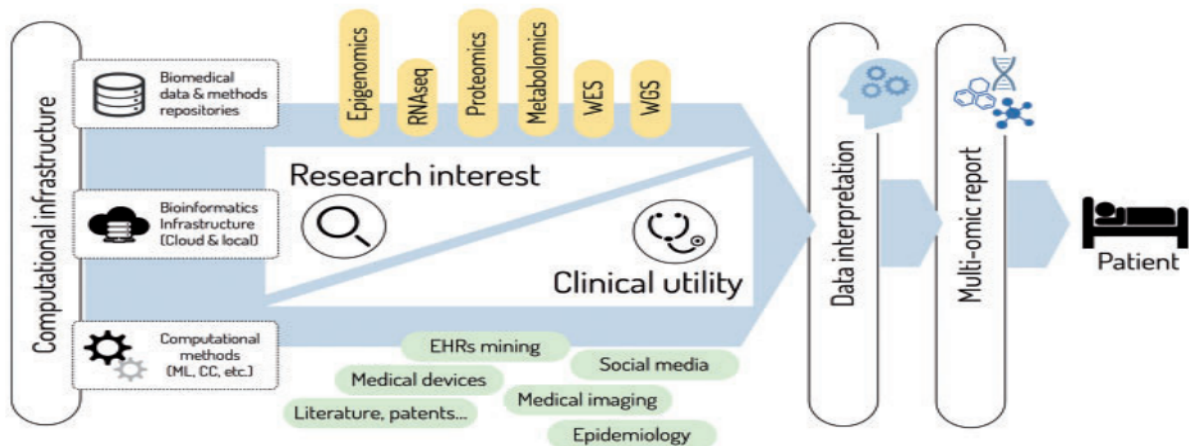 Computational infrastructure
Biomedical
data & methods
repositories
Bioinformatics
Infrastructure
(Cloud & local)
Computational
methods
(ML, CC, etc.)
Epigenomics
RNAseq
Proteomics
Metabolomics
WES
WGS
Research interest
Clinical utility
EHRs mining
Social media
Medical devices
Medical imaging
Literature, patents...
Epidemiology
Data interpretation
Multi-omic report
Patient